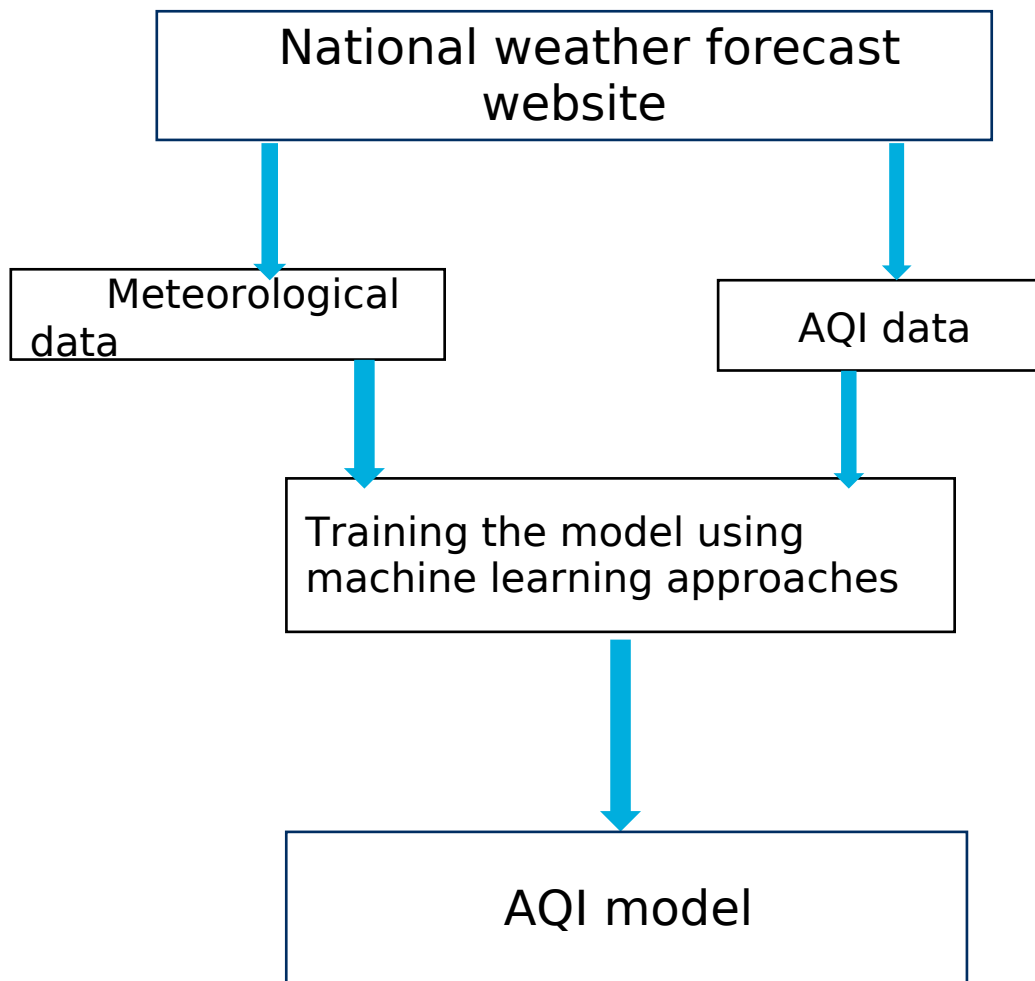 National weather forecast
website
Meteorological
data
AQI data
Training the model using
machine learning approaches
AQI model